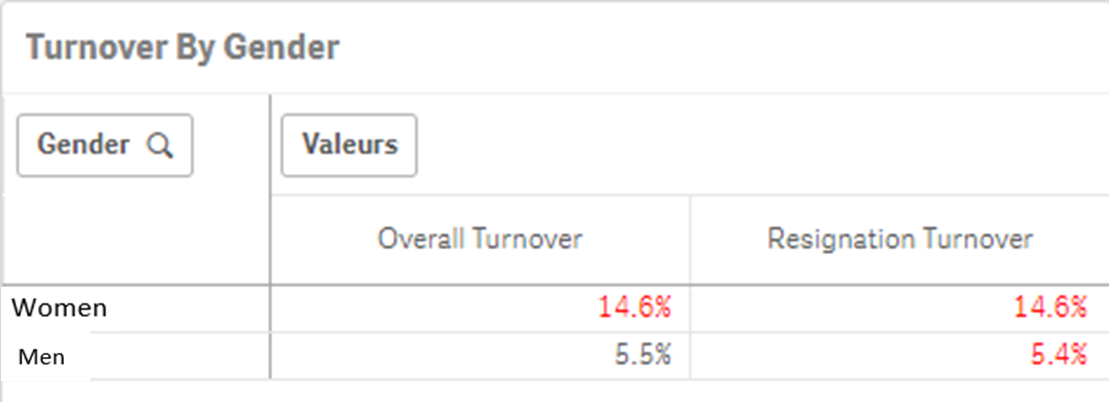 Turnover By Gender
Gender Valeurs
Overall Turnover Resignation Turnover
Women 14.6% 14.6%
Men 5.5% 5.4%